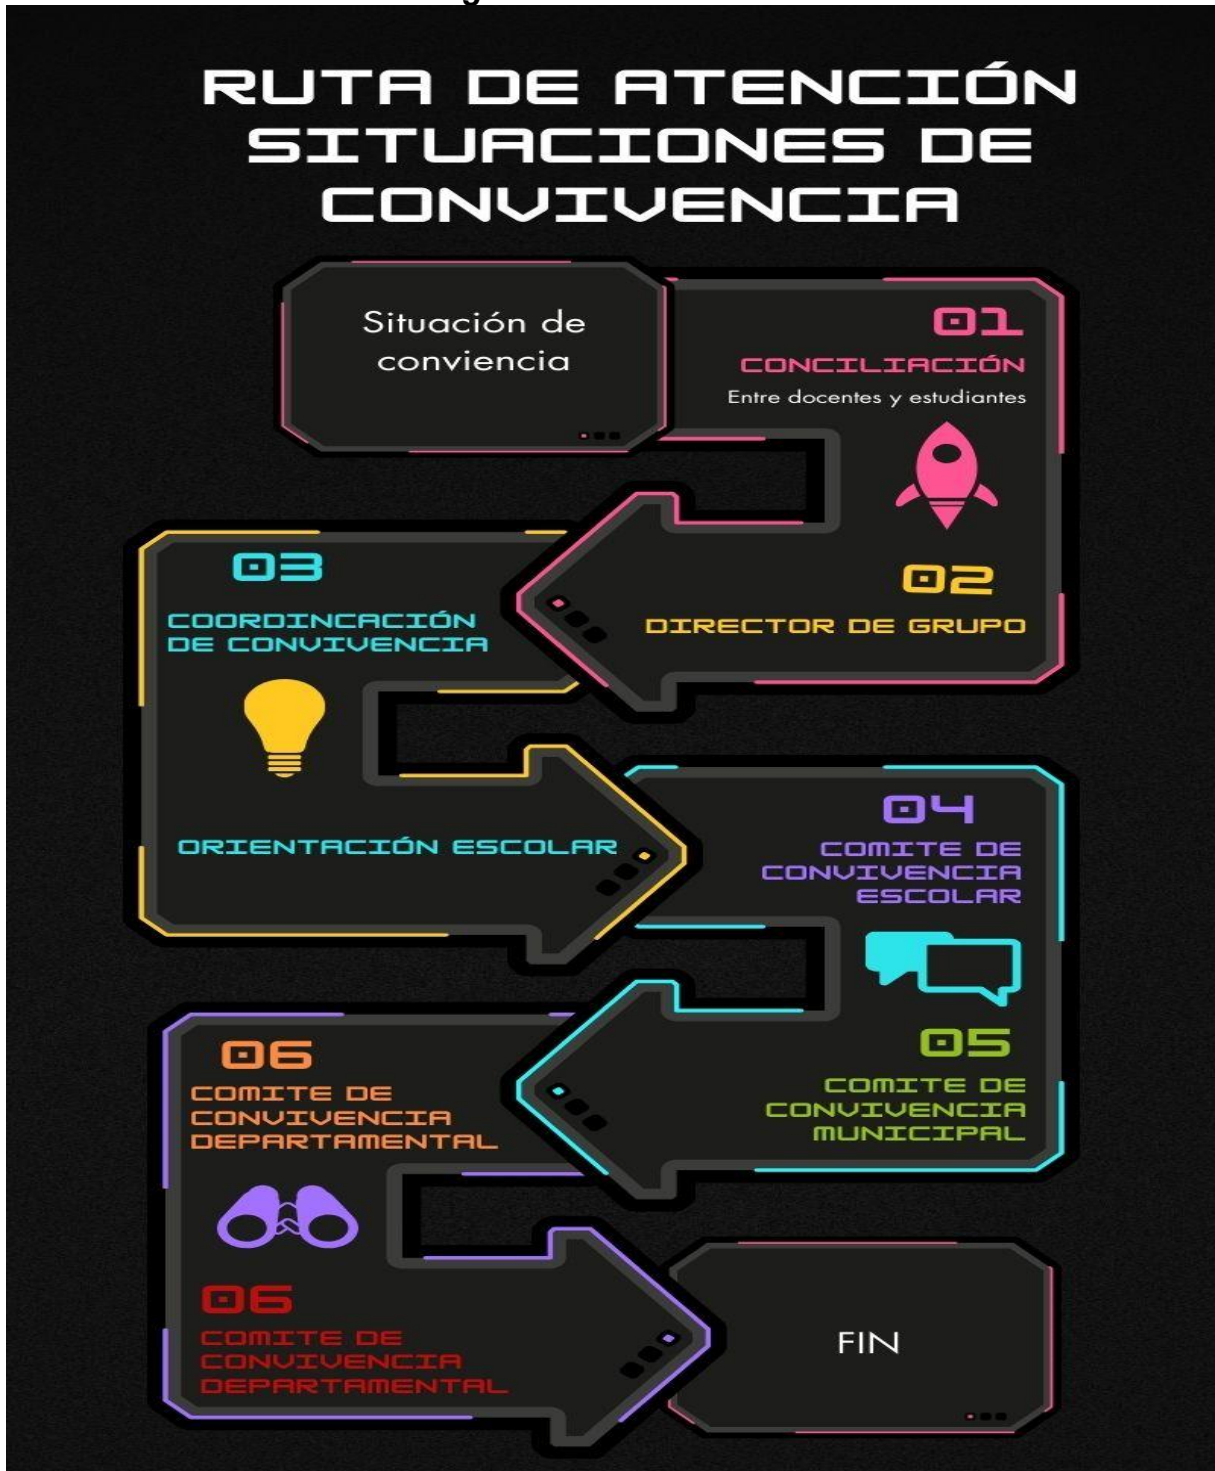 RUTA DE ATENCIÓN
SITUACIONES DE
CONVIVENCIA
Situación de
conviencia
01
CONCILIACIÓN
Entre docentes y estudiantes
02
DIRECTOR DE GRUPO
03
COORDINCACIÓN
DE CONVIVENCIA
ORIENTACIÓN ESCOLAR
04
COMITE DE
CONVIVENCIA
ESCOLAR
05
COMITE DE
CONVIVENCIA
MUNICIPAL
06
COMITE DE
CONVIVENCIA
DEPARTAMENTAL
06
COMITE DE
CONVIVENCIA
DEPARTAMENTAL
FIN